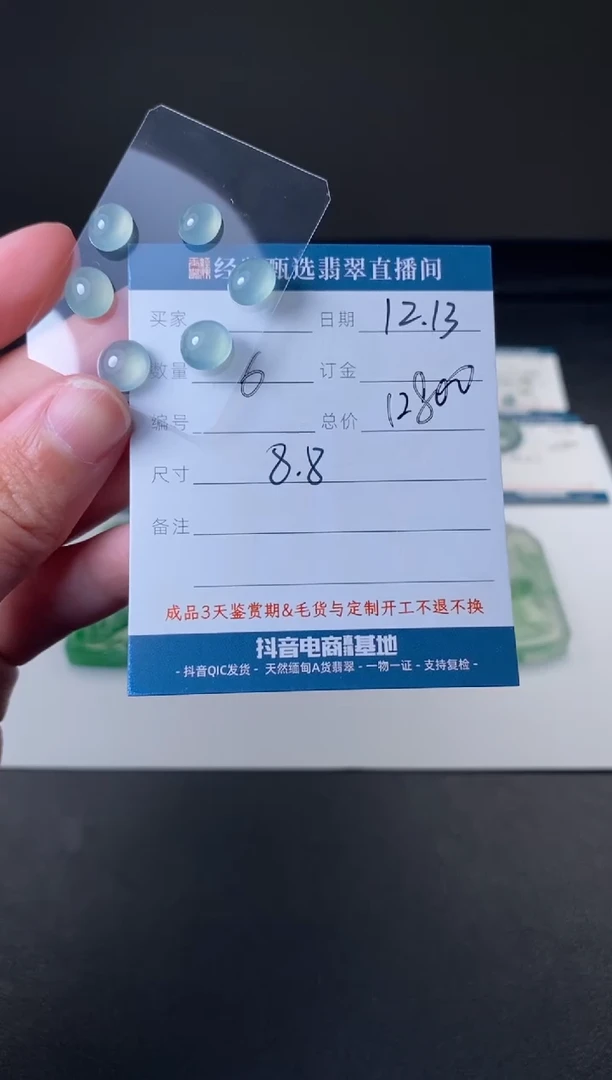 经 甄选翡翠直播间
买家 日期 12.13
数量 6 订金
编号 总价 12800
尺寸 8.8
备注
成品3天鉴赏期&毛货与定制开工不退不换
抖音电商 基地
- 抖音QIC发货 - 天然缅甸A货翡翠 - 一物一证 - 支持复检 -